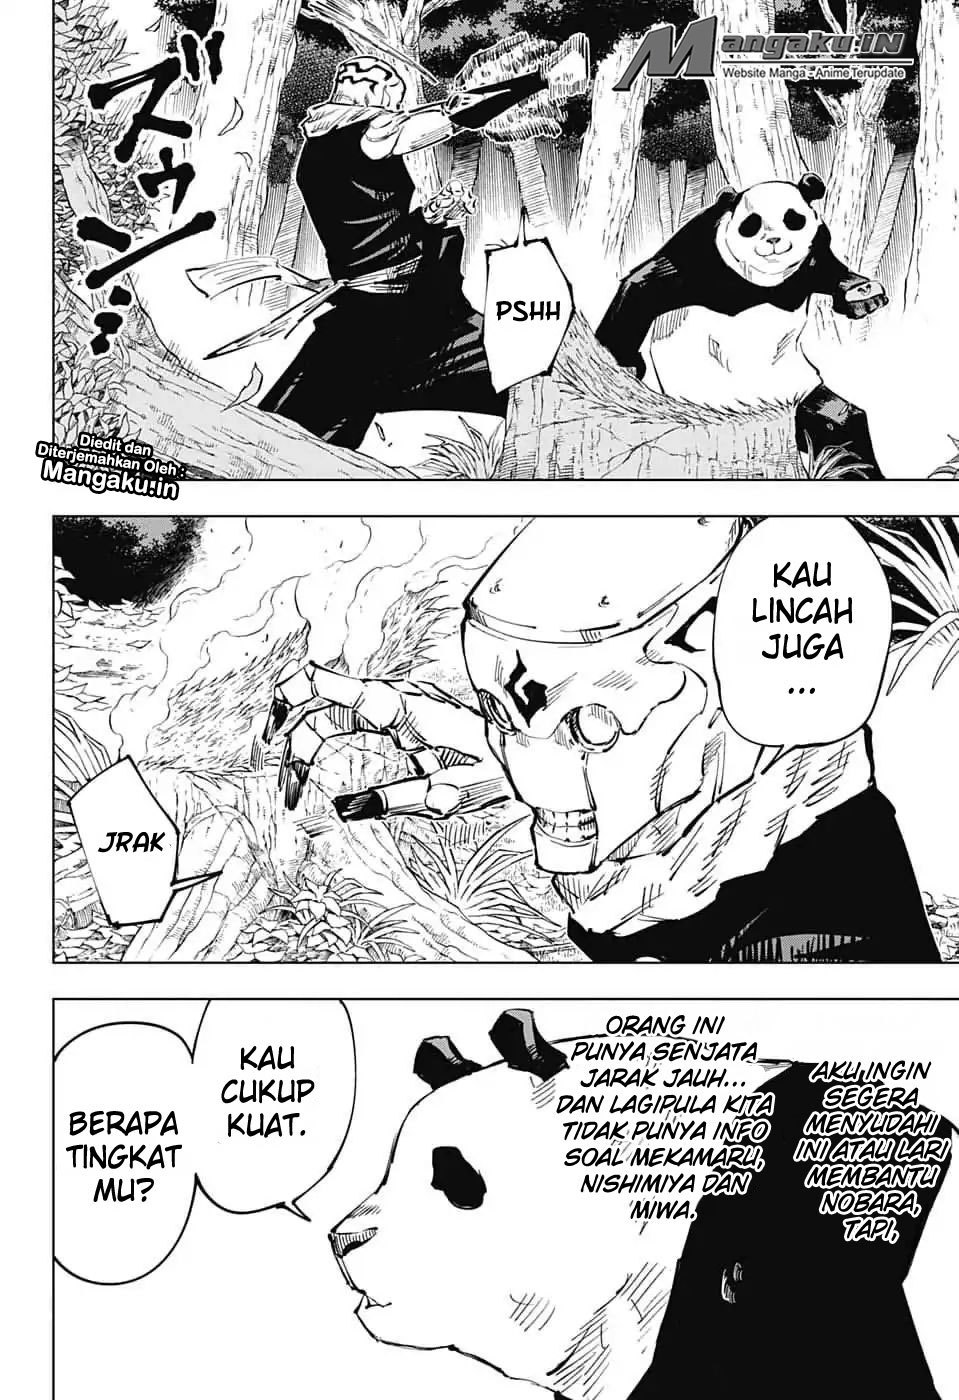 Mangaku.IN
Website Manga - Anime Terupdate
ズゥン…
PSHH
Diedit dan
Diterjemahkan Oleh :
Mangaku.in
KAU
LINCAH
JUGA
...
JRAK
AKU INGIN
SEGERA
MENYUDAHI
INI ATAU LARI
MEMBANTU
NOBARA,
TAPI,
ORANG INI
PUNYA SENJATA
JARAK JAUH...
DAN LAGIPULA KITA
TIDAK PUNYA INFO
SOAL MEKAMARU,
NISHIMIYA DAN
MIWA.
KAU
CUKUP
KUAT.
BERAPA
TINGKAT
MU?